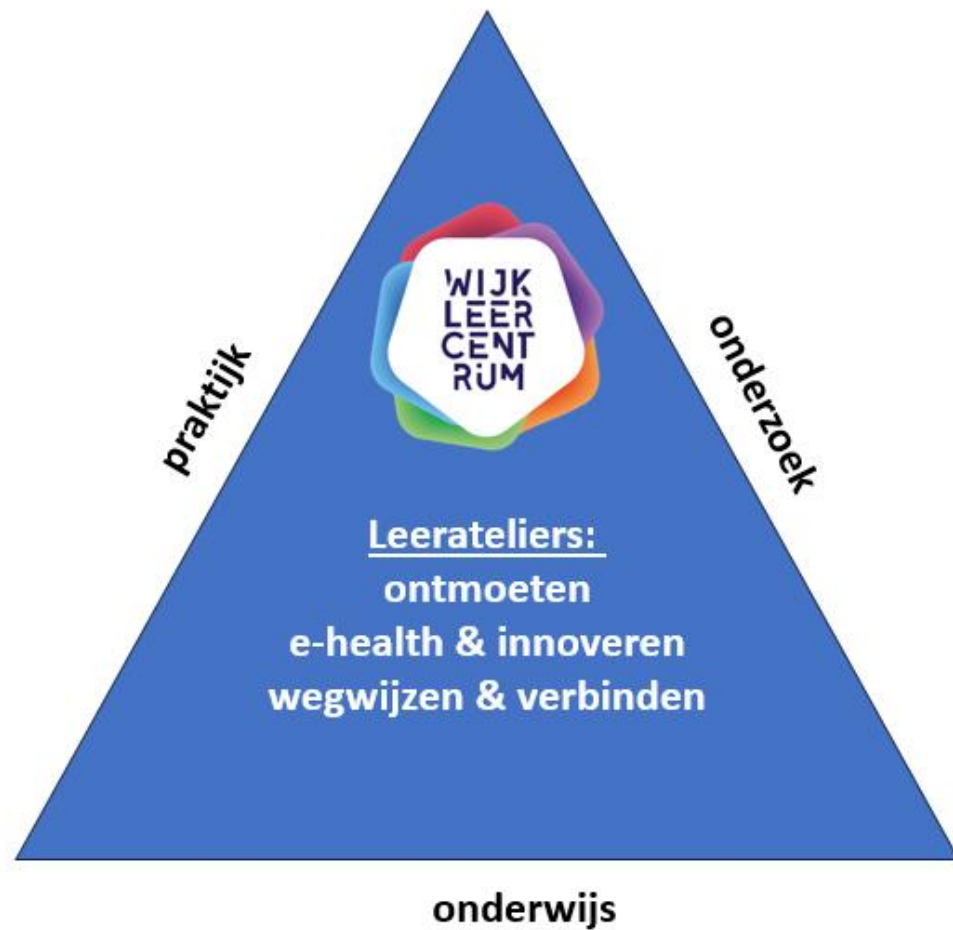 WIJK
LEER
CENT
RUM
praktijk
onderzoek
Leerateliers:
ontmoeten
e-health & innoveren
wegwijzen & verbinden
onderwijs